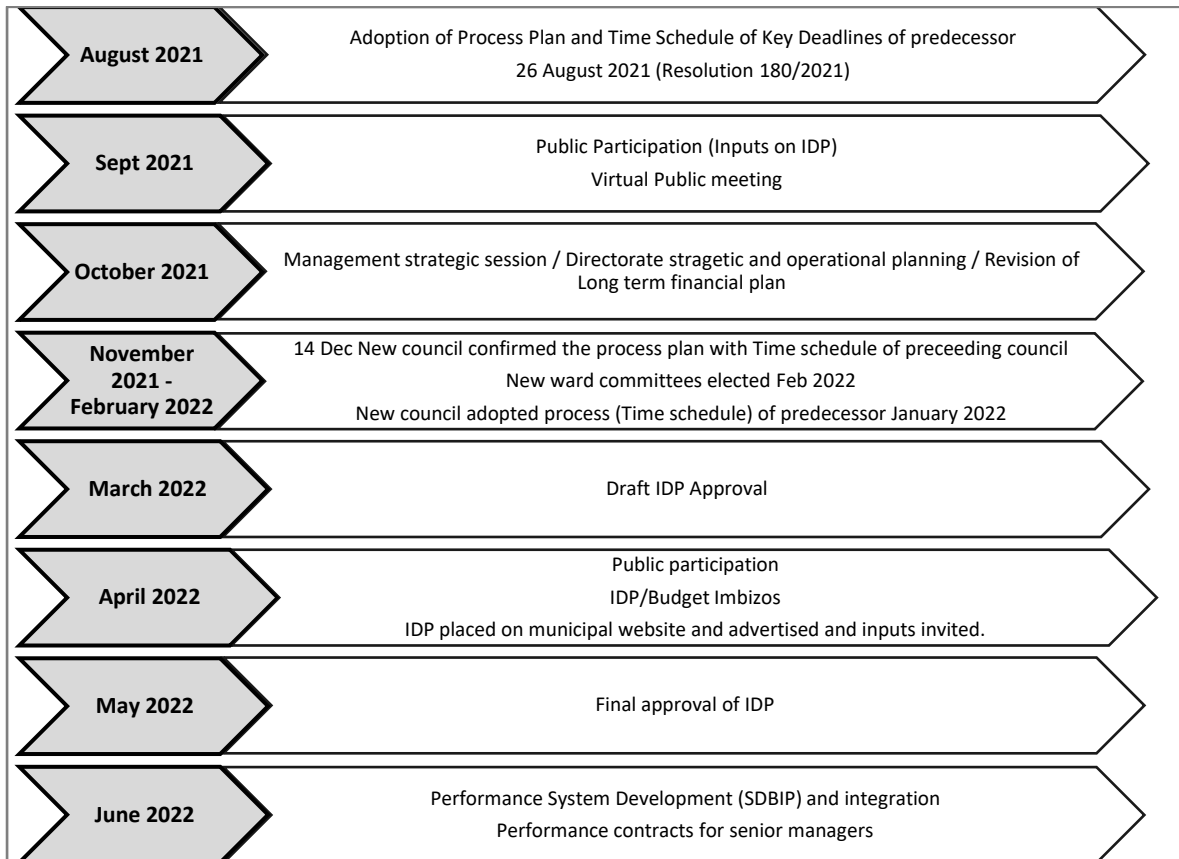 August 2021
Adoption of Process Plan and Time Schedule of Key Deadlines of predecessor
26 August 2021 (Resolution 180/2021)
Sept 2021
Public Participation (Inputs on IDP)
Virtual Public meeting
October 2021
Management strategic session / Directorate stragetic and operational planning / Revision of
Long term financial plan
November
2021 -
February 2022
14 Dec New council confirmed the process plan with Time schedule of preceeding council
New ward committees elected Feb 2022
New council adopted process (Time schedule) of predecessor January 2022
March 2022
Draft IDP Approval
April 2022
Public participation
IDP/Budget Imbizos
IDP placed on municipal website and advertised and inputs invited.
May 2022
Final approval of IDP
June 2022
Performance System Development (SDBIP) and integration
Performance contracts for senior managers